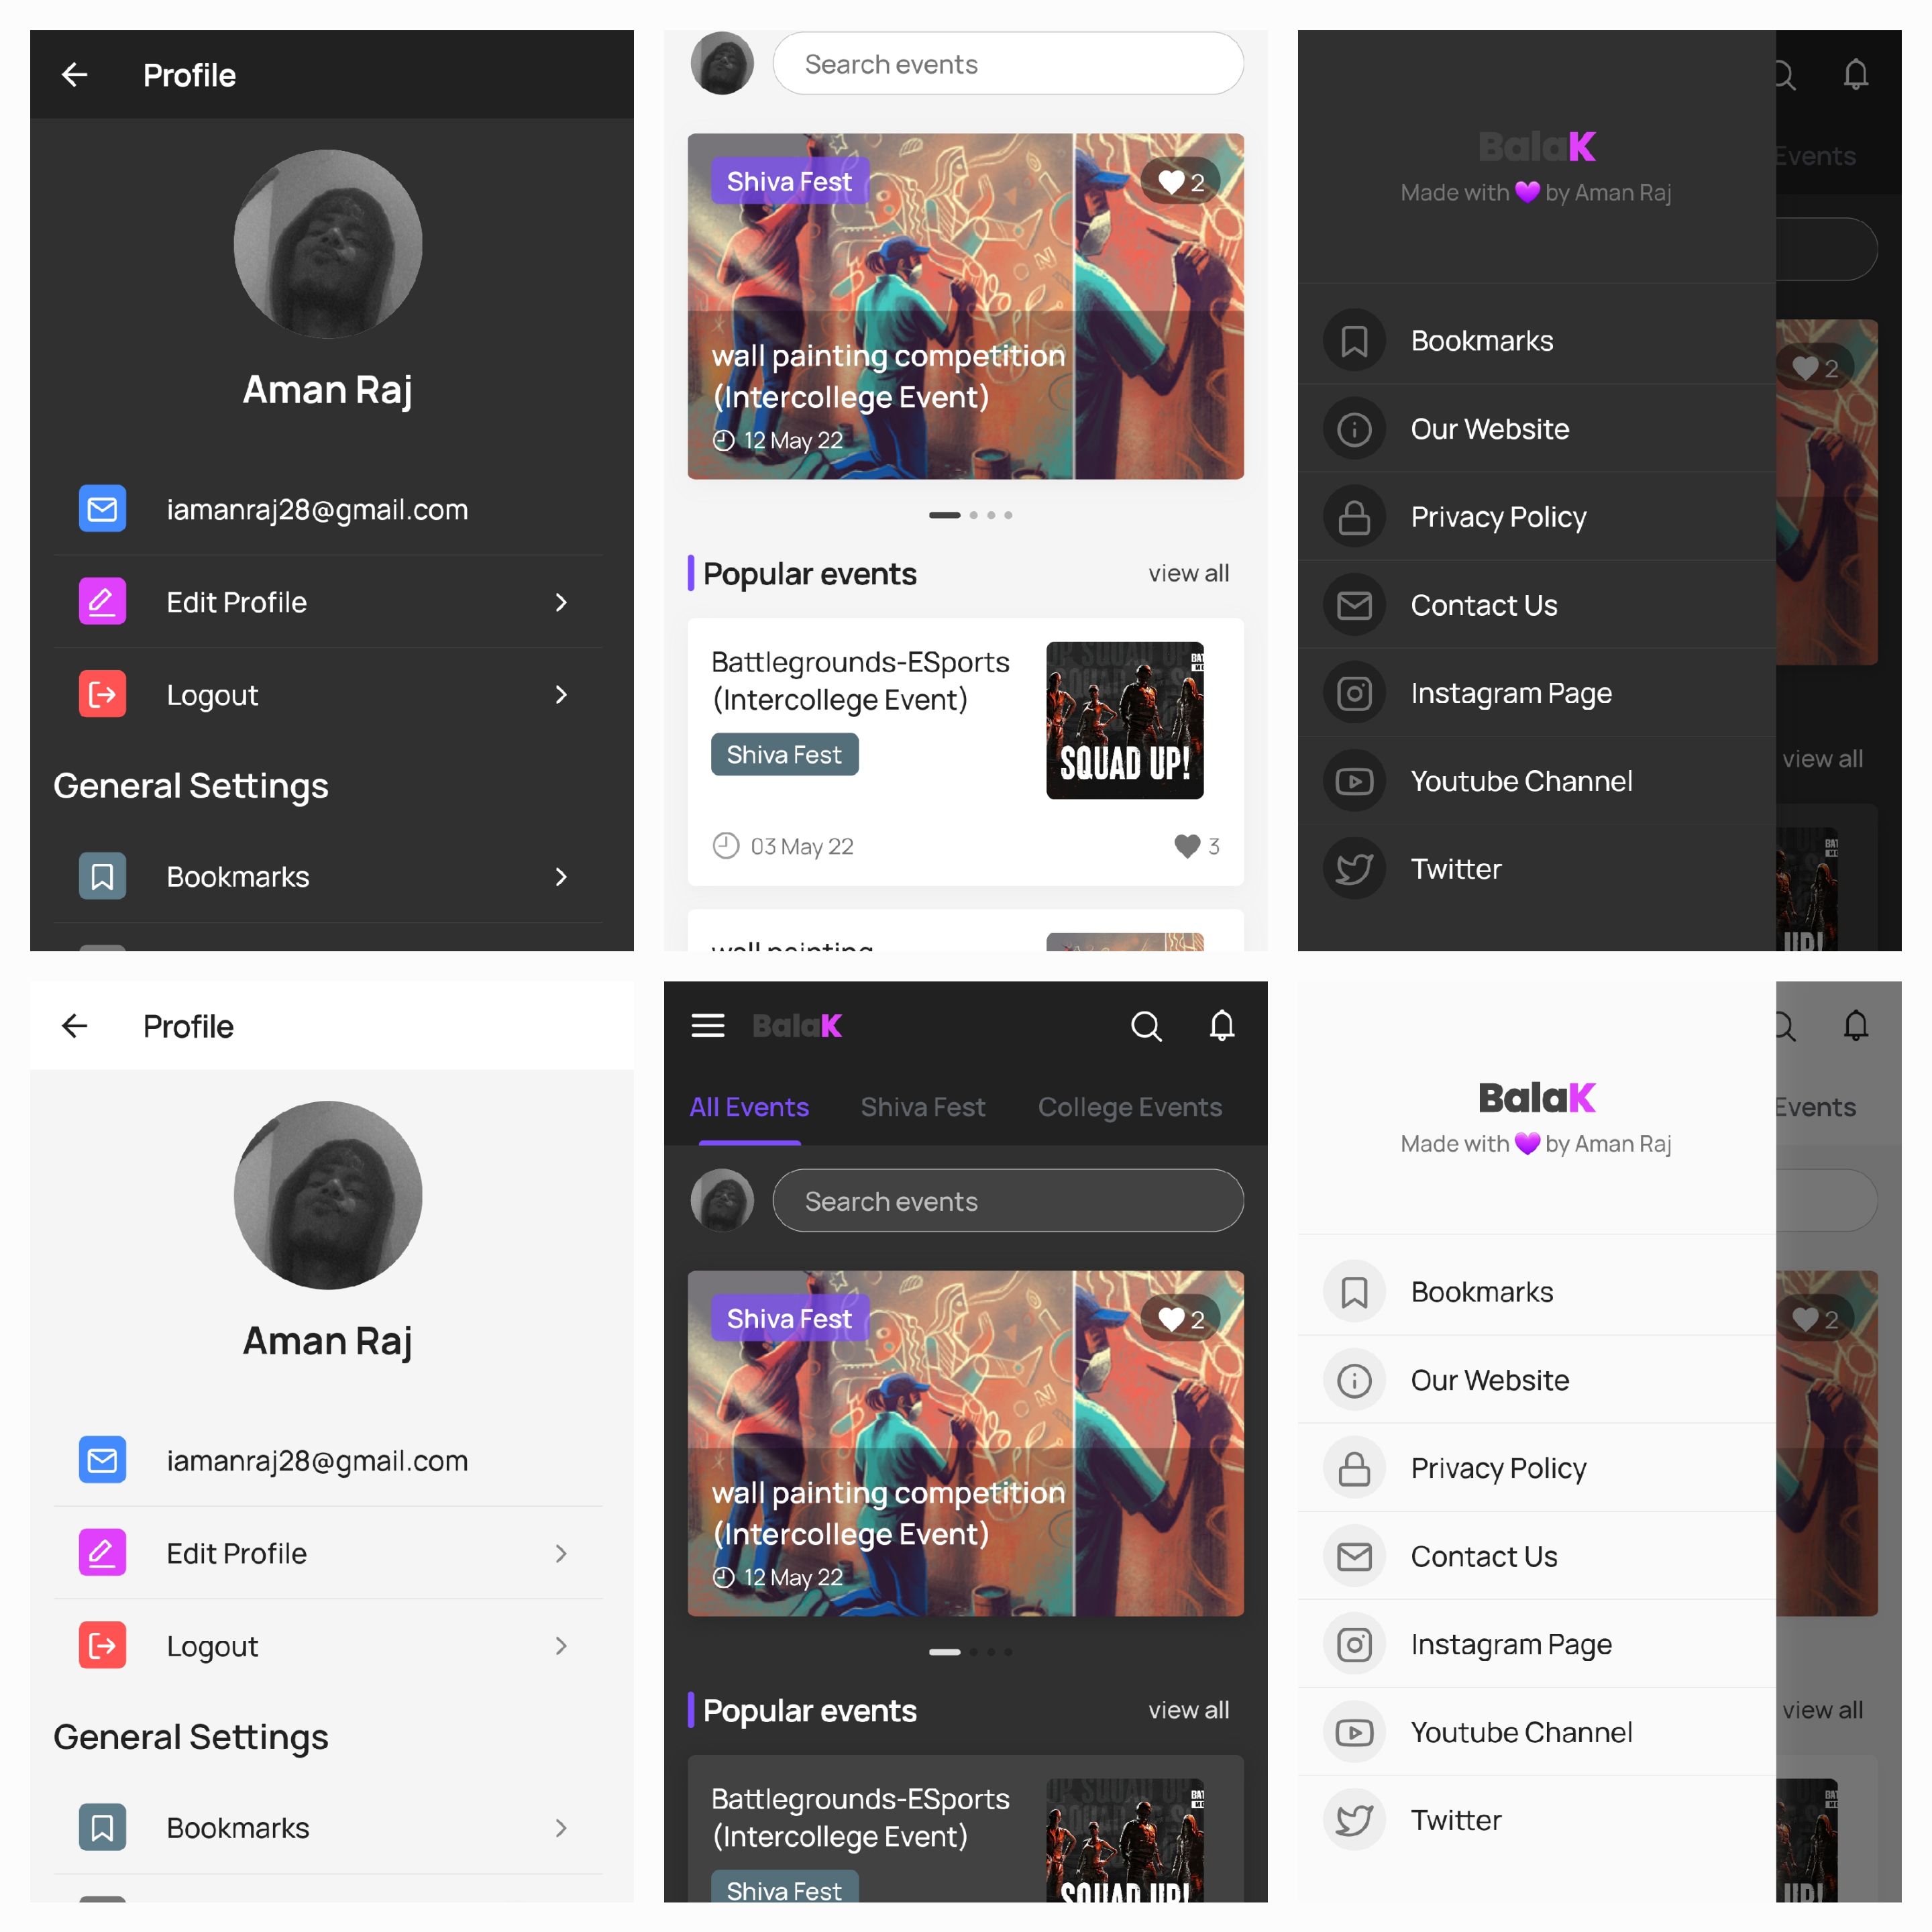 Profile
Aman Raj
iamanraj28@gmail.com
Edit Profile
Logout
General Settings
Bookmarks
Search events
Shiva Fest
2
wall painting competition
(Intercollege Event)
12 May 22
Popular events
view all
Battlegrounds-ESports
(Intercollege Event)
Shiva Fest
SQUAD UP!
03 May 22
3
wall painting
BalaK
Made with 💜 by Aman Raj
Bookmarks
Our Website
Privacy Policy
Contact Us
Instagram Page
Youtube Channel
Twitter
Events
2
view all
UP!
Profile
Aman Raj
iamanraj28@gmail.com
Edit Profile
Logout
General Settings
Bookmarks
BalaK
All Events Shiva Fest College Events
Search events
Shiva Fest
2
wall painting competition
(Intercollege Event)
12 May 22
Popular events
view all
Battlegrounds-ESports
(Intercollege Event)
Shiva Fest
SQUAD UP!
BalaK
Made with 💜 by Aman Raj
Bookmarks
Our Website
Privacy Policy
Contact Us
Instagram Page
Youtube Channel
Twitter
Events
2
view all
UP!